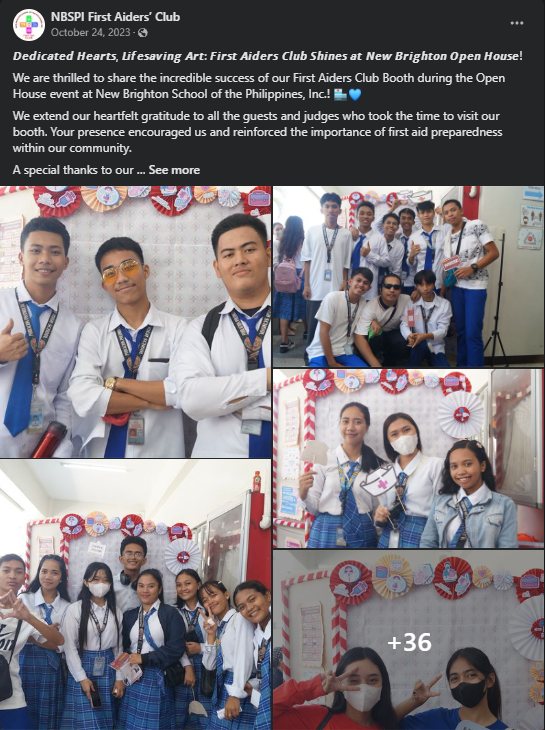 NBSPI First Aiders' Club
October 24, 2023 ·
Dedicated Hearts, Lifesaving Art: First Aiders Club Shines at New Brighton Open House!
We are thrilled to share the incredible success of our First Aiders Club Booth during the Open
House event at New Brighton School of the Philippines, Inc.! 🏥💙
We extend our heartfelt gratitude to all the guests and judges who took the time to visit our
booth. Your presence encouraged us and reinforced the importance of first aid preparedness
within our community.
A special thanks to our ... See more
+36